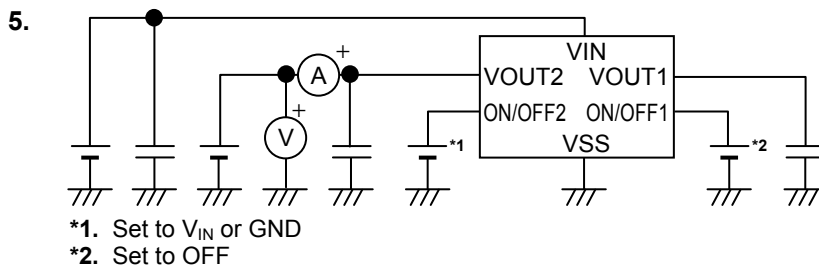 5.
+
VIN
A
VOUT2 VOUT1
+
ON/OFF2 ON/OFF1
V
*1 VSS *2
*1. Set to VIN or GND
*2. Set to OFF